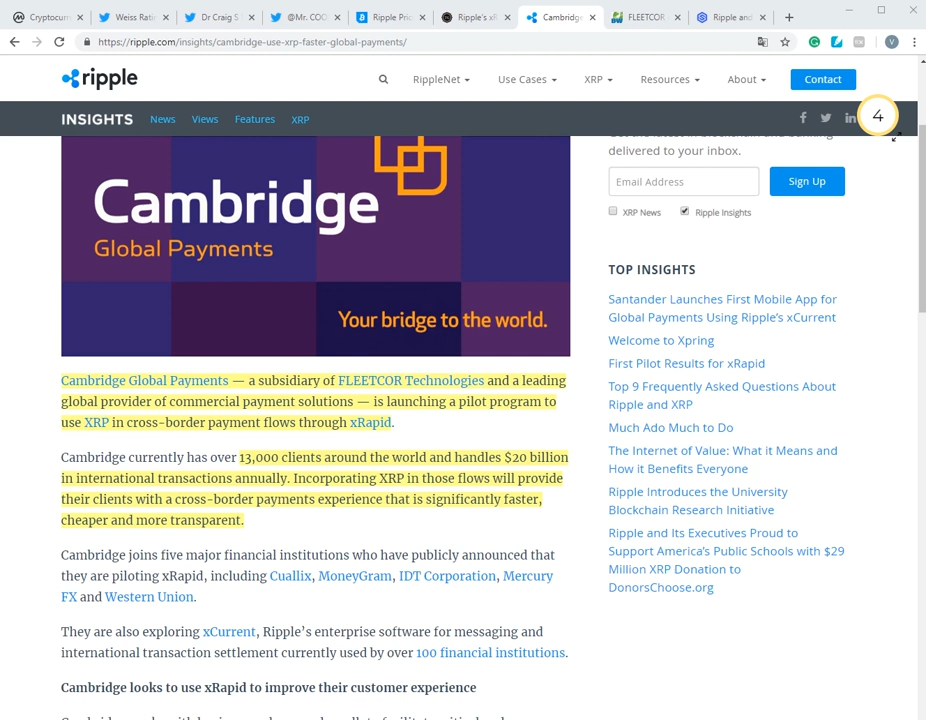 Cryptocurr
Weiss Ratin
Dr Craig S
@Mr. COD
Ripple Pric
Ripple's xR
Cambridge
FLEETCOR
Ripple and
https://ripple.com/insights/cambridge-use-xrp-faster-global-payments/
V
ripple
RippleNet
Use Cases
XRP
Resources
About
Contact
INSIGHTS
News
Views
Features
XRP
4
Cambridge
Global Payments
Your bridge to the world.
Cambridge Global Payments — a subsidiary of FLEETCOR Technologies and a leading
global provider of commercial payment solutions — is launching a pilot program to
use XRP in cross-border payment flows through xRapid.
Cambridge currently has over 13,000 clients around the world and handles $20 billion
in international transactions annually. Incorporating XRP in those flows will provide
their clients with a cross-border payments experience that is significantly faster,
cheaper and more transparent.
Cambridge joins five major financial institutions who have publicly announced that
they are piloting xRapid, including Cuallix, MoneyGram, IDT Corporation, Mercury
FX and Western Union.
They are also exploring xCurrent, Ripple's enterprise software for messaging and
international transaction settlement currently used by over 100 financial institutions.
Cambridge looks to use xRapid to improve their customer experience
delivered to your inbox.
Email Address
Sign Up
XRP News
Ripple Insights
TOP INSIGHTS
Santander Launches First Mobile App for
Global Payments Using Ripple's xCurrent
Welcome to Xpring
First Pilot Results for xRapid
Top 9 Frequently Asked Questions About
Ripple and XRP
Much Ado Much to Do
The Internet of Value: What it Means and
How it Benefits Everyone
Ripple Introduces the University
Blockchain Research Initiative
Ripple and Its Executives Proud to
Support America's Public Schools with $29
Million XRP Donation to
DonorsChoose.org